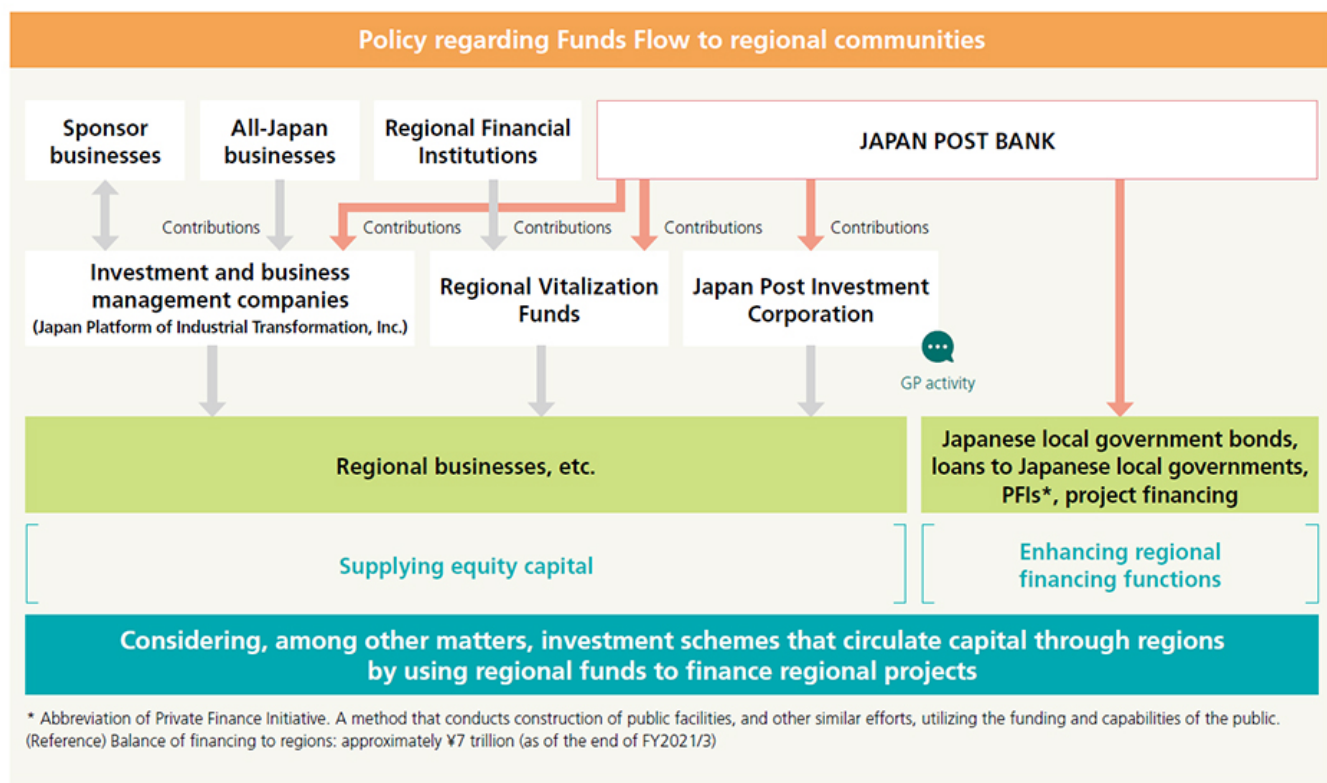 Policy regarding Funds Flow to regional communities
Sponsor
businesses
All-Japan
businesses
Regional Financial
Institutions
JAPAN POST BANK
Contributions
Contributions
Contributions
Contributions
Contributions
Investment and business
management companies
(Japan Platform of Industrial Transformation, Inc.)
Regional Vitalization
Funds
Japan Post Investment
Corporation
GP activity
Regional businesses, etc.
Japanese local government bonds,
loans to Japanese local governments,
PFIs*, project financing
Supplying equity capital
Enhancing regional
financing functions
Considering, among other matters, investment schemes that circulate capital through regions
by using regional funds to finance regional projects
* Abbreviation of Private Finance Initiative. A method that conducts construction of public facilities, and other similar efforts, utilizing the funding and capabilities of the public.
(Reference) Balance of financing to regions: approximately ¥7 trillion (as of the end of FY2021/3)